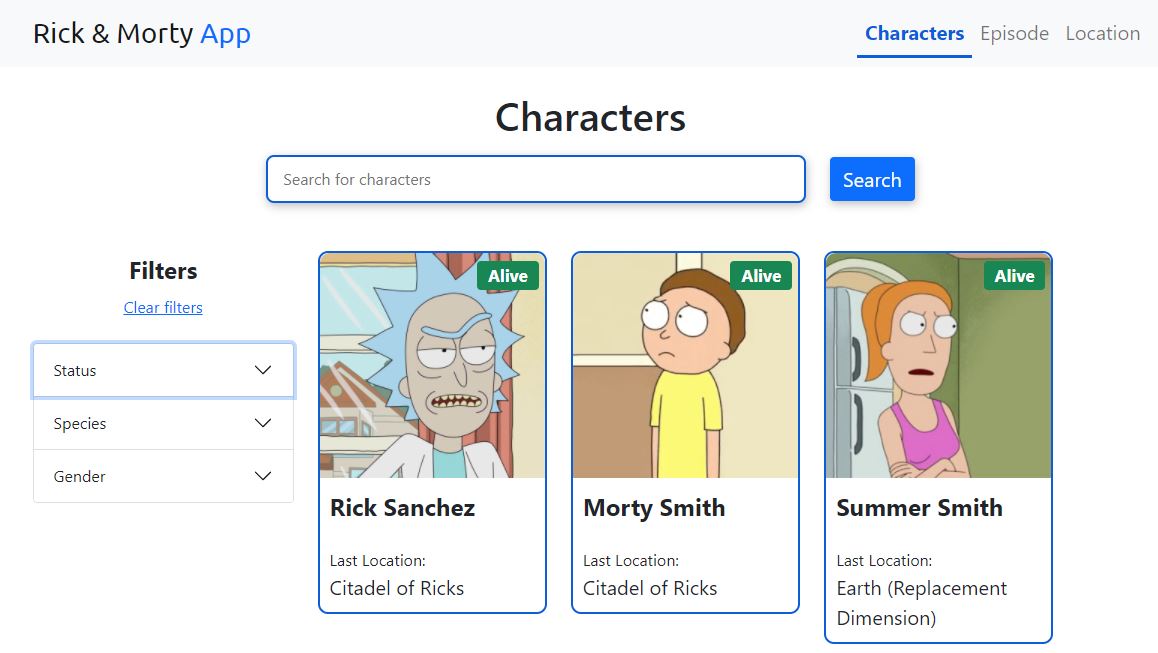 Rick & Morty App
Characters Episode Location
Characters
Search for characters
Search
Filters
Clear filters
Status
Species
Gender
Alive
Rick Sanchez
Last Location:
Citadel of Ricks
Alive
Morty Smith
Last Location:
Citadel of Ricks
Alive
Summer Smith
Last Location:
Earth (Replacement
Dimension)